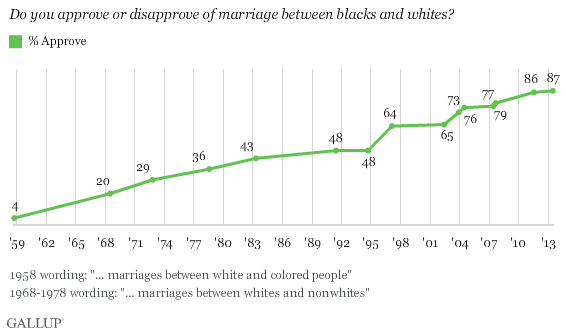 Do you approve or disapprove of marriage between blacks and whites?
% Approve
4
20
29
36
43
48
48
64
65
73
76
77
79
86
87
'59 '62 '65 '68 '71 '74 '77 '80 '83 '86 '89 '92 '95 '98 '01 '04 '07 '10 '13
1958 wording: "... marriages between white and colored people"
1968-1978 wording: "... marriages between whites and nonwhites"
GALLUP®